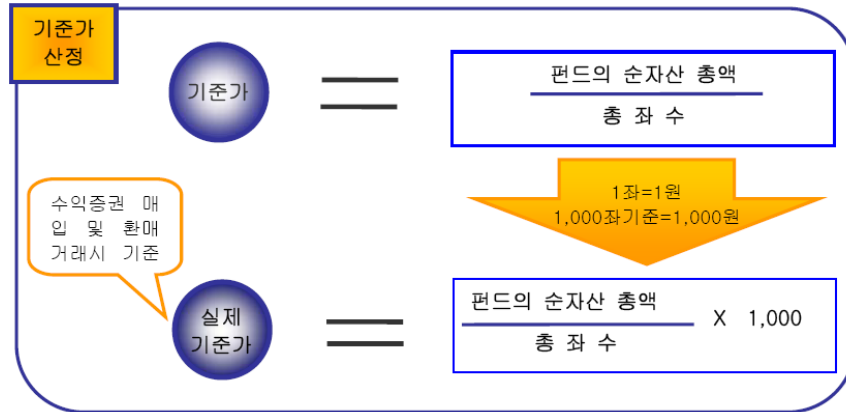 기준가
산정
기준가
펀드의 순자산 총액
총 좌 수
1좌=1원
1,000좌기준=1,000원
수익증권 매
입 및 환매
거래시 기준
실제
기준가
펀드의 순자산 총액
총 좌 수
X 1,000